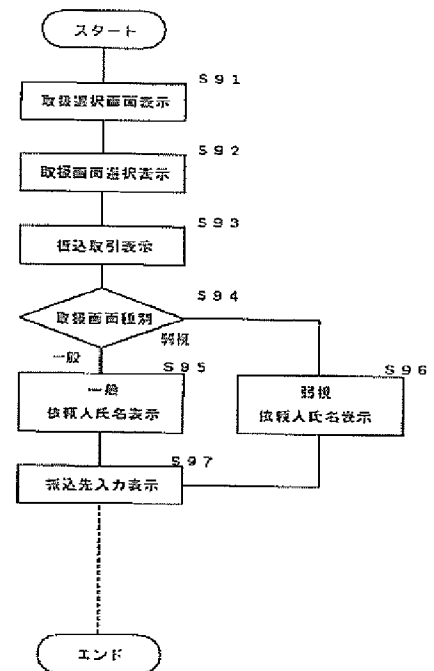 スタート
S91
取扱選択画面表示
S92
取扱画面選択表示
S93
振込取引表示
S94
取扱画面種別
弱視
一般
S95
一般
依頼人氏名表示
S96
弱視
依頼人氏名表示
S97
振込先入力表示
エンド